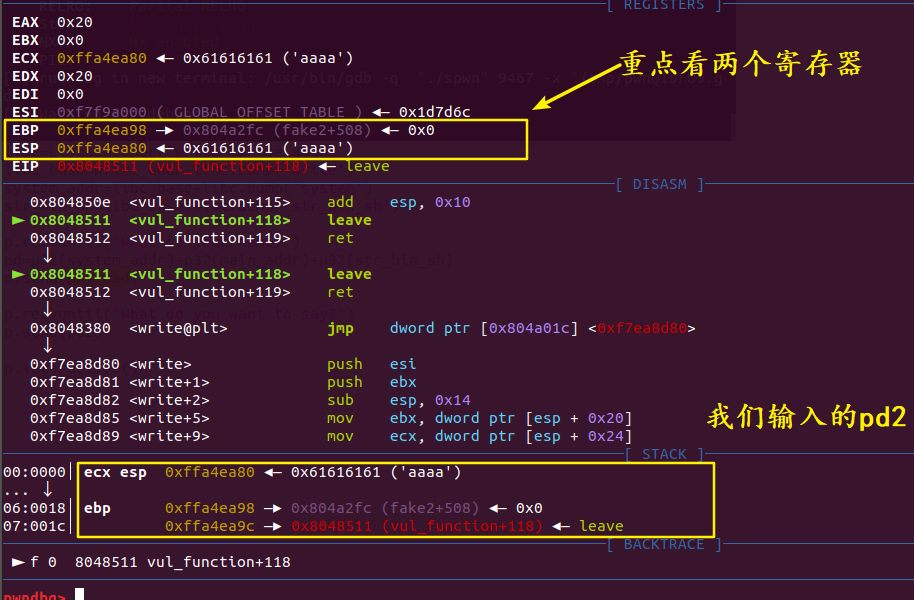 [ REGISTERS ]
EAX 0x20
EBX 0x0
ECX 0xffa4ea80 ◂— 0x61616161 ('aaaa')
EDX 0x20
EDI 0x0
ESI 0xf7f9a000 (_GLOBAL_OFFSET_TABLE_) ◂— 0x1d7d6c
EBP 0xffa4ea98 —▸ 0x804a2fc (fake2+508) ◂— 0x0
ESP 0xffa4ea80 ◂— 0x61616161 ('aaaa')
EIP 0x8048511 (vul_function+118) ◂— leave
重点看两个寄存器
[ DISASM ]
0x804850e <vul_function+115> add esp, 0x10
► 0x8048511 <vul_function+118> leave
0x8048512 <vul_function+119> ret
↓
► 0x8048511 <vul_function+118> leave
0x8048512 <vul_function+119> ret
↓
0x8048380 <write@plt> jmp dword ptr [0x804a01c] <0xf7ea8d80>
↓
0xf7ea8d80 <write> push esi
0xf7ea8d81 <write+1> push ebx
0xf7ea8d82 <write+2> sub esp, 0x14
0xf7ea8d85 <write+5> mov ebx, dword ptr [esp + 0x20]
0xf7ea8d89 <write+9> mov ecx, dword ptr [esp + 0x24]
我们输入的pd2
[ STACK ]
00:0000│ ecx esp 0xffa4ea80 ◂— 0x61616161 ('aaaa')
... ↓
06:0018│ ebp 0xffa4ea98 —▸ 0x804a2fc (fake2+508) ◂— 0x0
07:001c│ 0xffa4ea9c —▸ 0x8048511 (vul_function+118) ◂— leave
[ BACKTRACE ]
► f 0 8048511 vul_function+118
pwndbg>